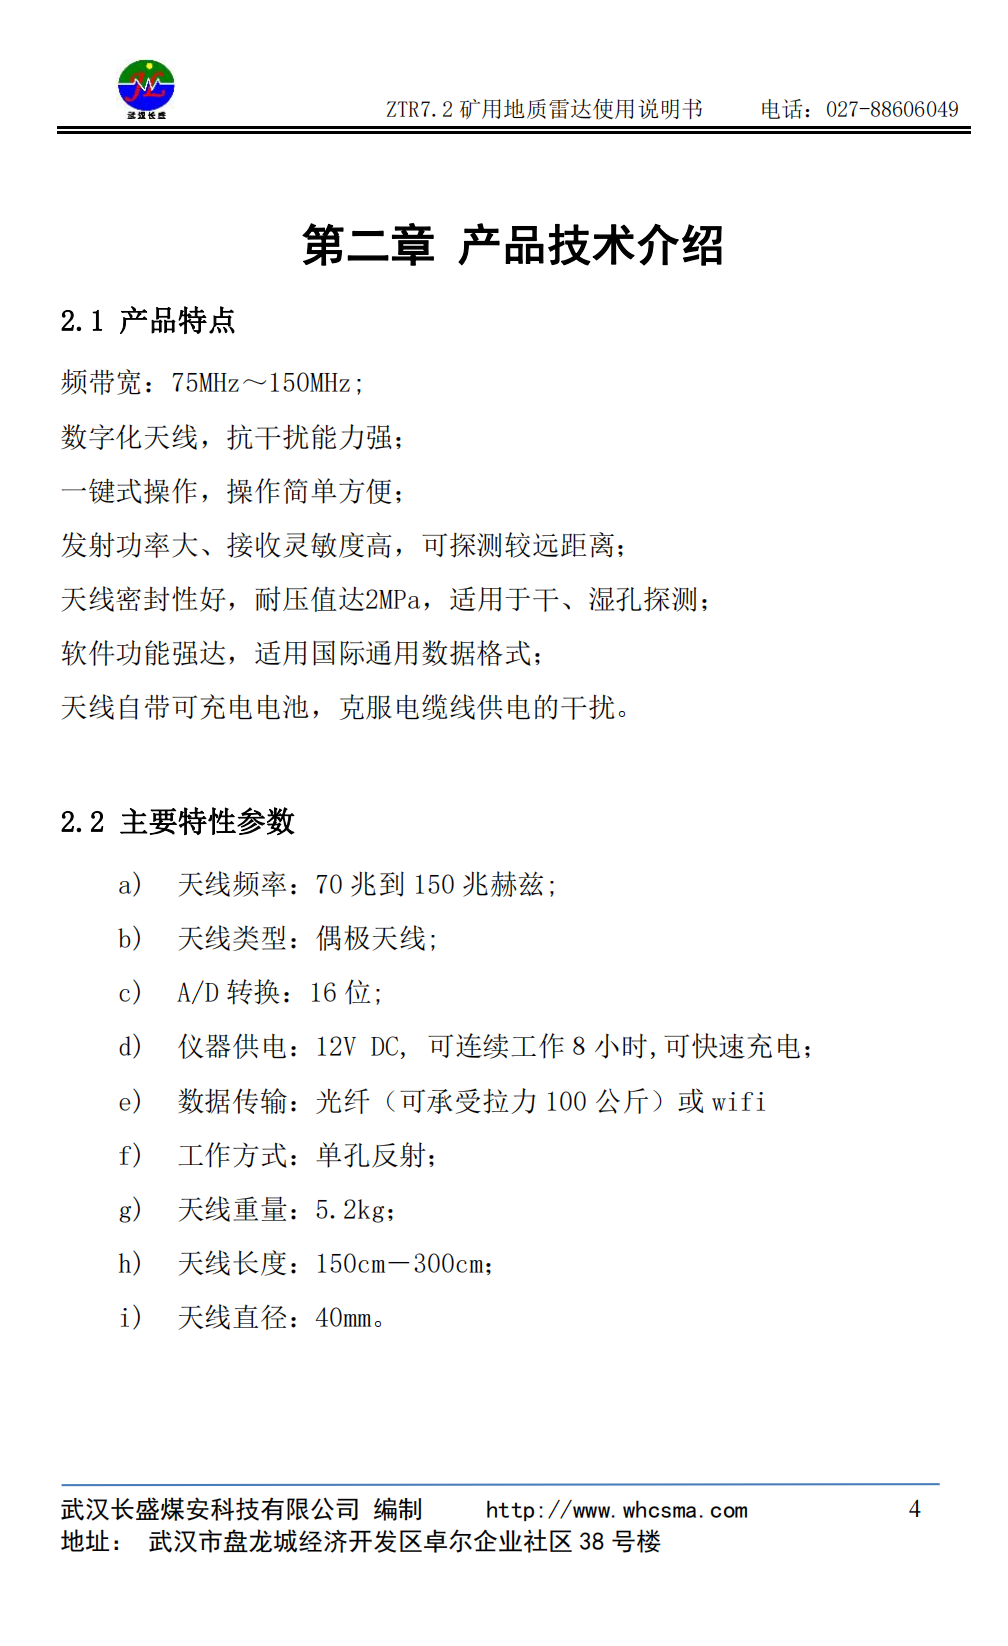 武汉长盛
ZTR7.2 矿用地质雷达使用说明书 电话：027-88606049
第二章 产品技术介绍
2.1 产品特点
频带宽：75MHz～150MHz;
数字化天线，抗干扰能力强；
一键式操作，操作简单方便；
发射功率大、接收灵敏度高，可探测较远距离；
天线密封性好，耐压值达2MPa，适用于干、湿孔探测；
软件功能强达，适用国际通用数据格式；
天线自带可充电电池，克服电缆线供电的干扰。
2.2 主要特性参数
a) 天线频率：70 兆到 150 兆赫兹；
b) 天线类型：偶极天线；
c) A/D 转换：16 位；
d) 仪器供电：12V DC, 可连续工作 8 小时,可快速充电；
e) 数据传输：光纤（可承受拉力 100 公斤）或 wifi
f) 工作方式：单孔反射；
g) 天线重量：5.2kg；
h) 天线长度：150cm－300cm；
i) 天线直径：40mm。
武汉长盛煤安科技有限公司 编制 http://www.whcsma.com 4
地址： 武汉市盘龙城经济开发区卓尔企业社区 38 号楼